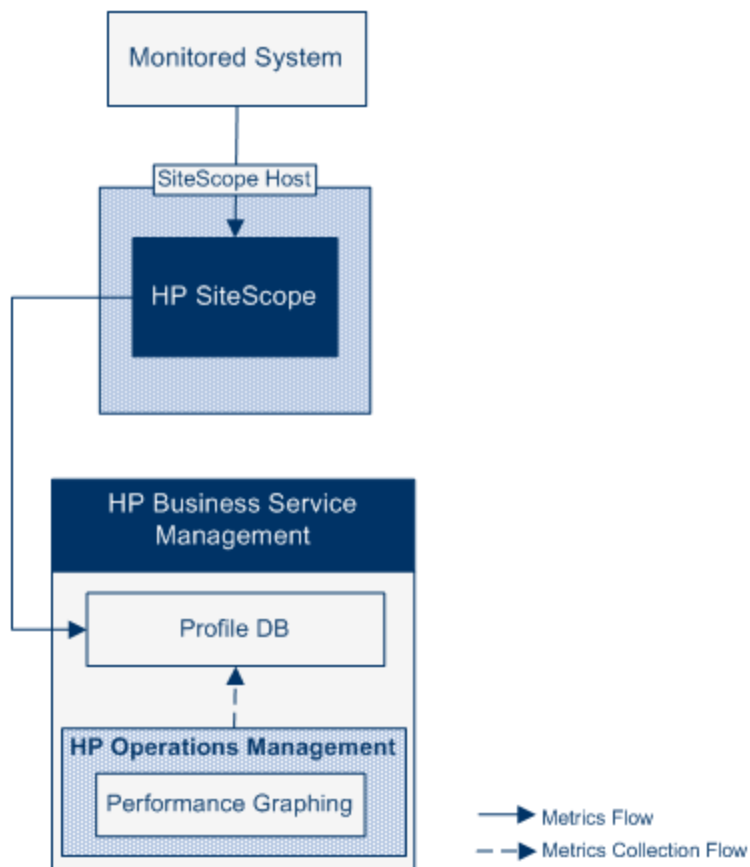 Monitored System
SiteScope Host
HP SiteScope
HP Business Service
Management
Profile DB
HP Operations Management
Performance Graphing
Metrics Flow
Metrics Collection Flow